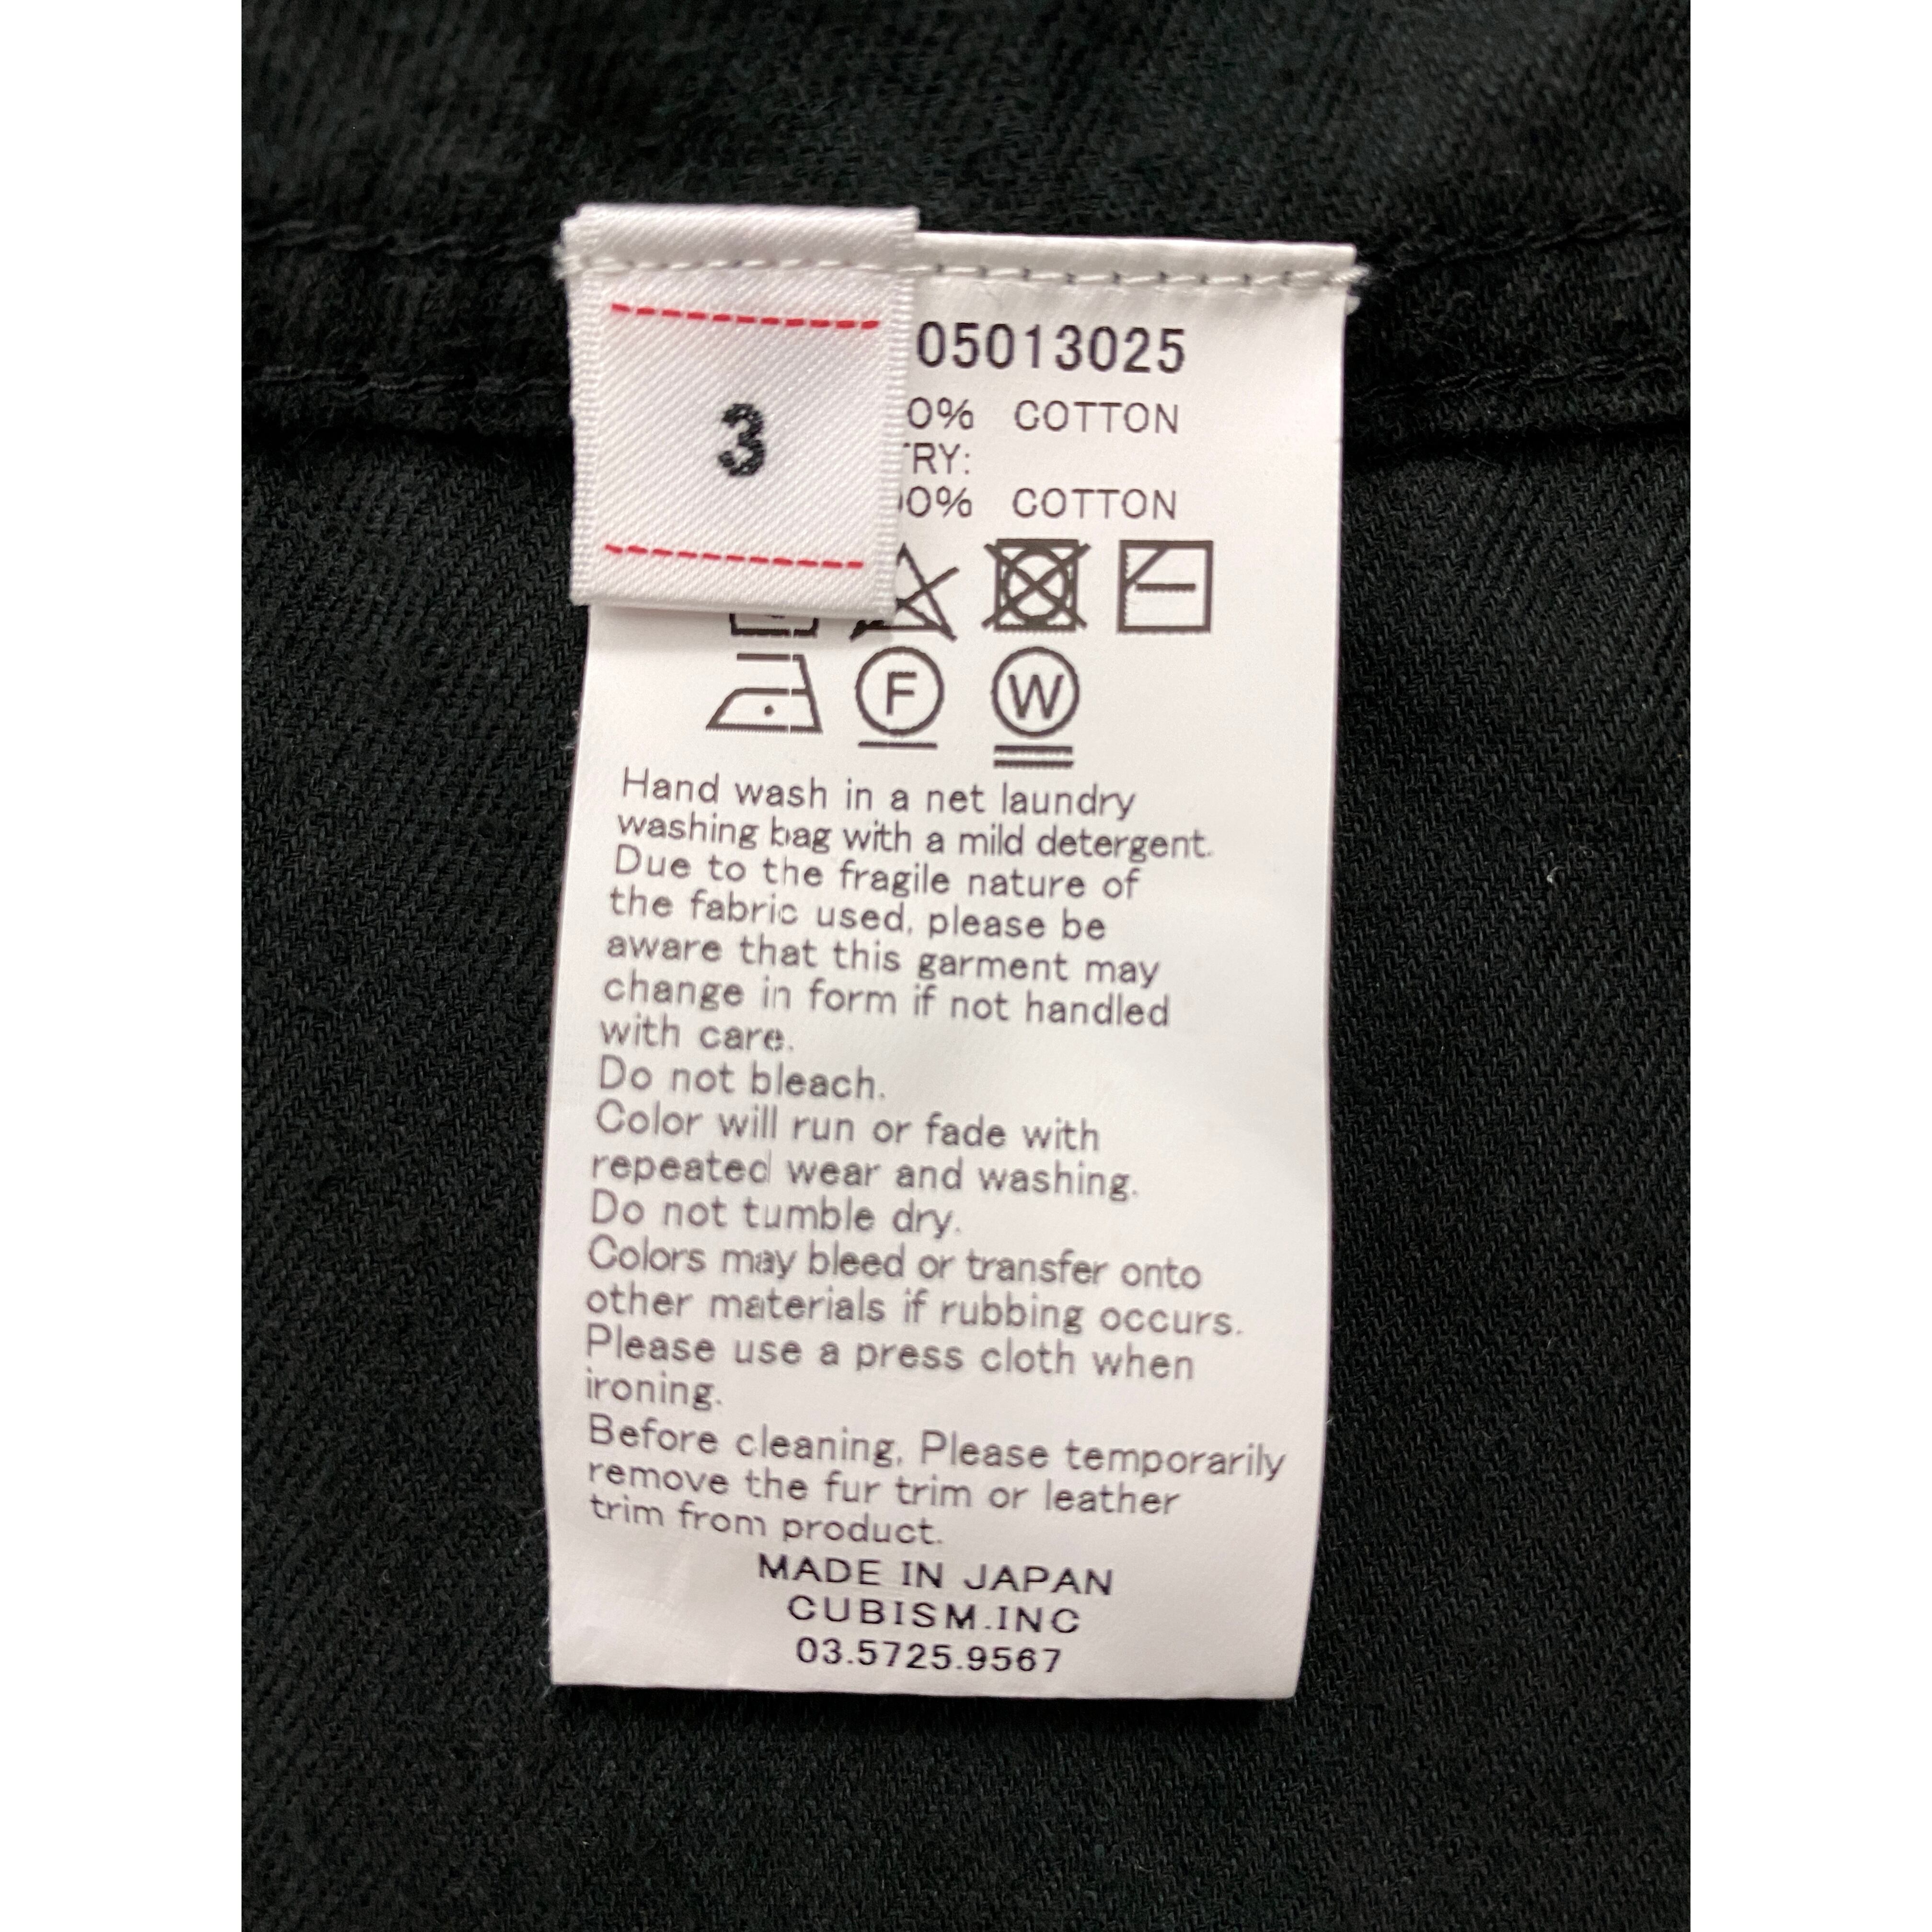 3
05013025
0% COTTON
RY:
00% COTTON
F W
Hand wash in a net laundry
washing bag with a mild detergent.
Due to the fragile nature of
the fabric used, please be
aware that this garment may
change in form if not handled
with care.
Do not bleach.
Color will run or fade with
repeated wear and washing.
Do not tumble dry.
Colors may bleed or transfer onto
other materials if rubbing occurs.
Please use a press cloth when
ironing.
Before cleaning, Please temporarily
remove the fur trim or leather
trim from product.
MADE IN JAPAN
CUBISM.INC
03.5725.9567